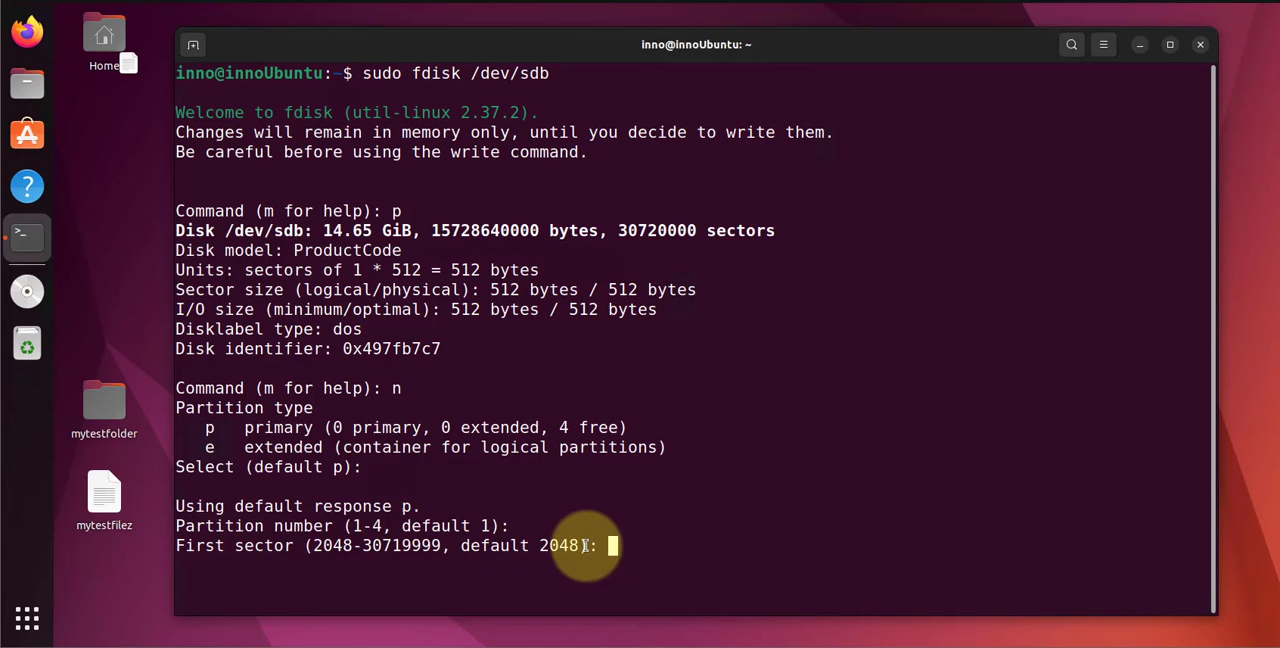 inno@innoUbuntu: ~
Home
inno@innoUbuntu:~$ sudo fdisk /dev/sdb
Welcome to fdisk (util-linux 2.37.2).
Changes will remain in memory only, until you decide to write them.
Be careful before using the write command.
Command (m for help): p
Disk /dev/sdb: 14.65 GiB, 15728640000 bytes, 30720000 sectors
Disk model: ProductCode
Units: sectors of 1 * 512 = 512 bytes
Sector size (logical/physical): 512 bytes / 512 bytes
I/O size (minimum/optimal): 512 bytes / 512 bytes
Disklabel type: dos
Disk identifier: 0x497fb7c7
Command (m for help): n
Partition type
p   primary (0 primary, 0 extended, 4 free)
e   extended (container for logical partitions)
Select (default p):
Using default response p.
Partition number (1-4, default 1):
First sector (2048-30719999, default 2048):
mytestfolder
mytestfilez